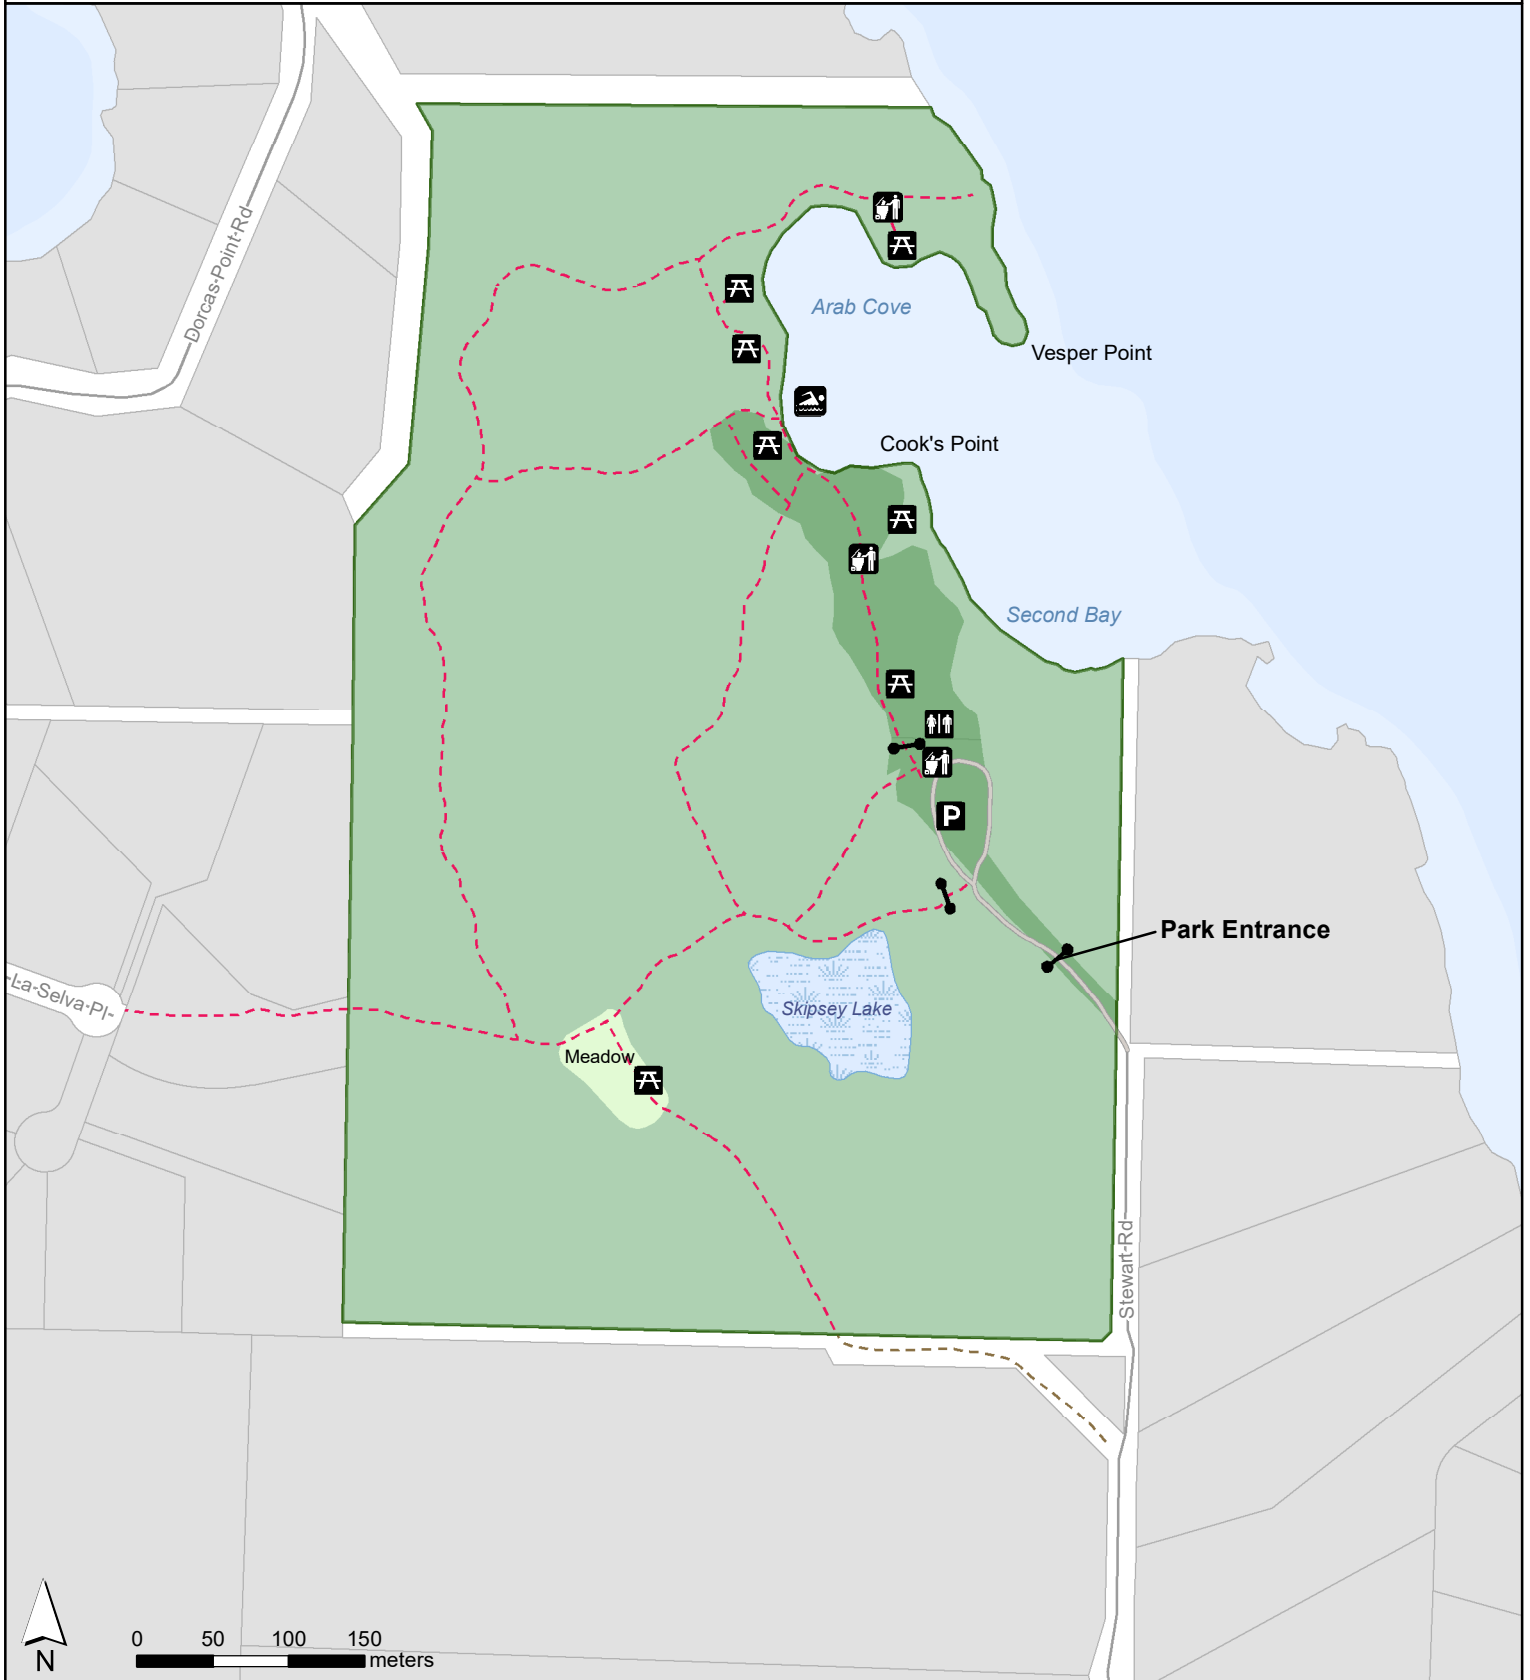 Dorcas-Point-Rd
Arab Cove
Vesper Point
Cook's Point
Second Bay
P
Park Entrance
-La-Selva-Pl-
Skipsey Lake
Meadow
Stewart-Rd
0 50 100 150
meters
N